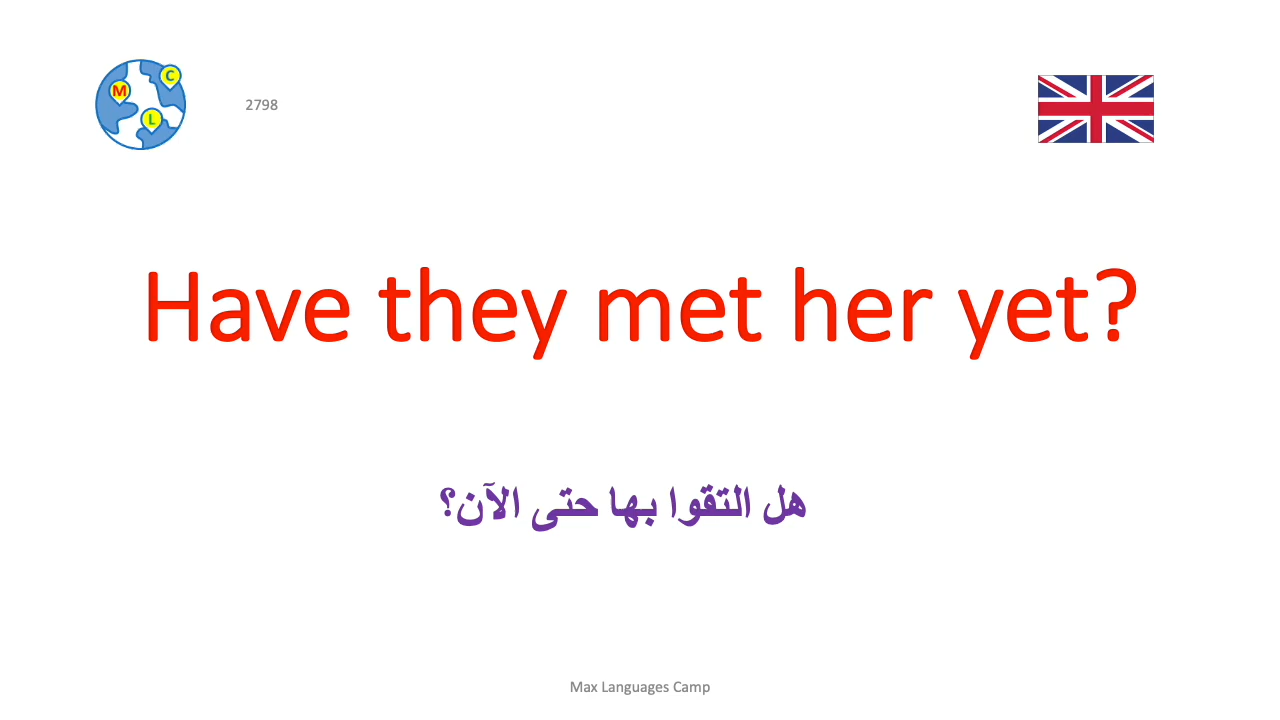 M
C
L
2798
Have they met her yet?
هل التقوا بها حتى الآن؟
Max Languages Camp